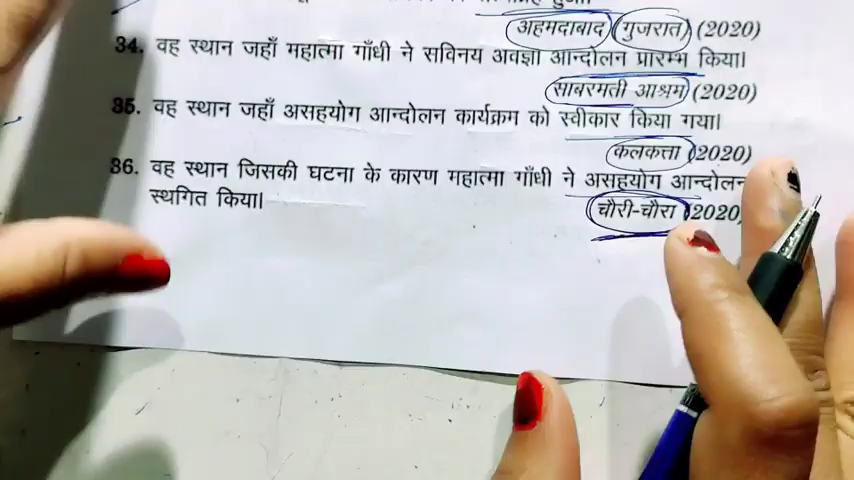 हुआ।
अहमदाबाद (गुजरात) (2020)
34. वह स्थान जहाँ महात्मा गाँधी ने सविनय अवज्ञा आन्दोलन प्रारम्भ किया।
साबरमती आश्रम (2020)
35. वह स्थान जहाँ असहयोग आन्दोलन कार्यक्रम को स्वीकार किया गया।
कलकत्ता (2020)
36. वह स्थान जिसकी घटना के कारण महात्मा गाँधी ने असहयोग आन्दोलन
स्थगित किया।
चौरी-चौरा (2020)